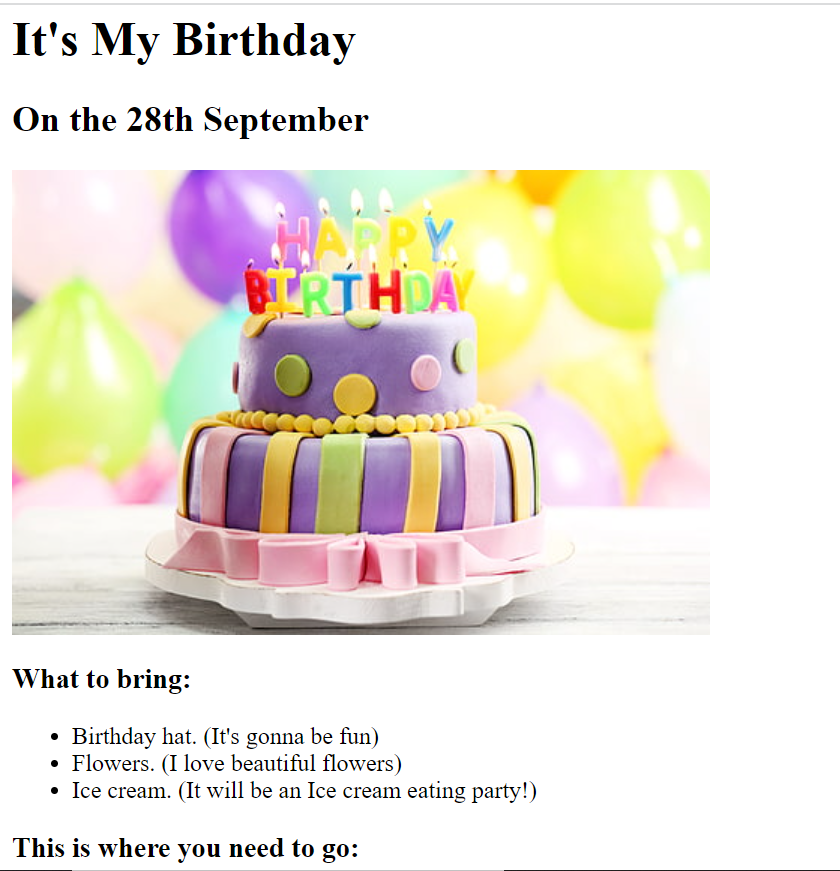 It's My Birthday
On the 28th September
HAPPY
BIRTHDAY
What to bring:
Birthday hat. (It's gonna be fun)
Flowers. (I love beautiful flowers)
Ice cream. (It will be an Ice cream eating party!)
This is where you need to go: